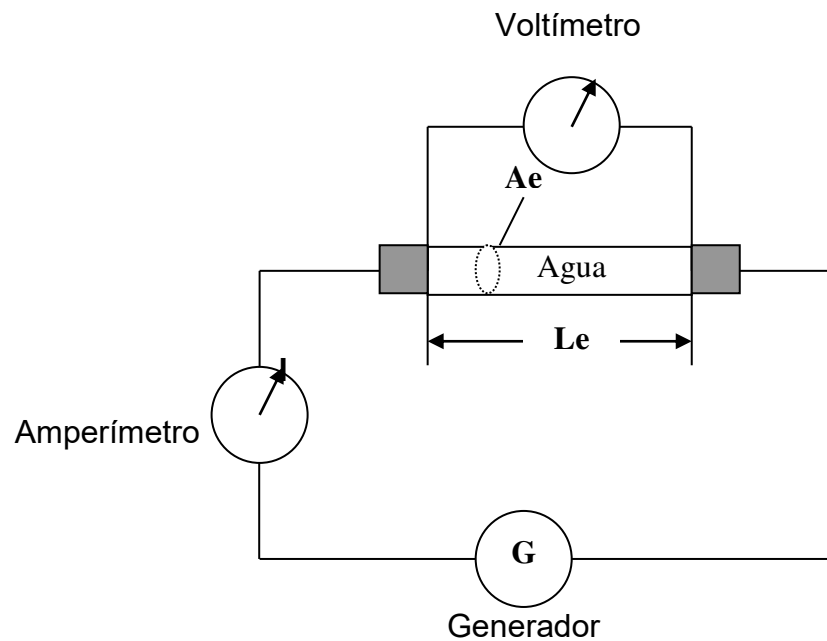 Voltímetro
Ae
Agua
Le
Amperímetro
G
Generador